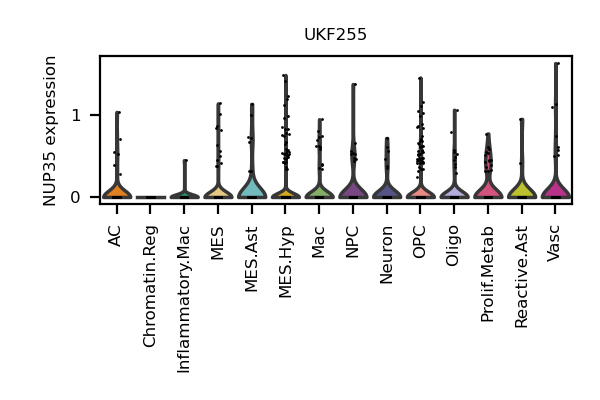 UKF255
NUP35 expression
1
0
AC
Chromatin.Reg
Inflammatory.Mac
MES
MES.Ast
MES.Hyp
Mac
NPC
Neuron
OPC
Oligo
Prolif.Metab
Reactive.Ast
Vasc